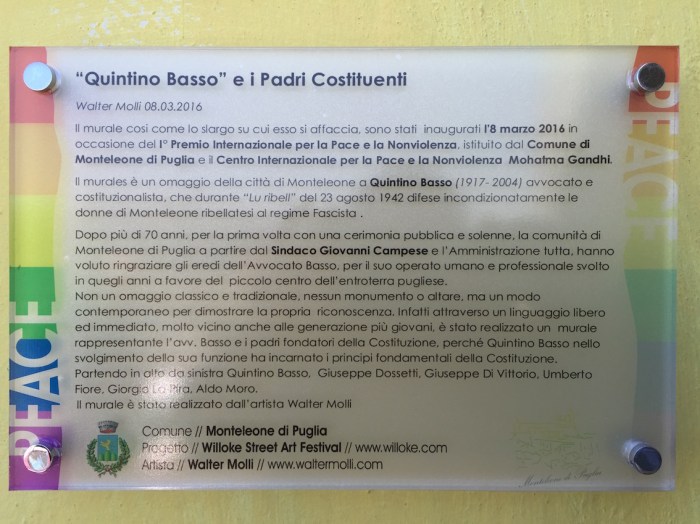 "Quintino Basso" e i Padri Costituenti
Walter Molli 08.03.2016
Il murale così come lo slargo su cui esso si affaccia, sono stati inaugurati l'8 marzo 2016 in
occasione del I° Premio Internazionale per la Pace e la Nonviolenza. istituito dal Comune di
Monteleone di Puglia e il Centro Internazionale per la Pace e la Nonviolenza Mohatma Gandhi.
Il murales è un omaggio della città di Monteleone a Quintino Basso (1917- 2004) avvocato e
costituzionalista, che durante "Lu ribell" del 23 agosto 1942 difese incondizionatamente le
donne di Monteleone ribellatesi al regime Fascista .
Dopo più di 70 anni, per la prima volta con una cerimonia pubblica e solenne, la comunità di
Monteleone di Puglia a partire dal Sindaco Giovanni Campese e l'Amministrazione tutta, hanno
voluto ringraziare gli eredi dell'Avvocato Basso, per il suo operato umano e professionale svolto
in quegli anni a favore del piccolo centro dell'entroterra pugliese.
Non un omaggio classico e tradizionale, nessun monumento o altare, ma un modo
contemporaneo per dimostrare la propria riconoscenza. Infatti attraverso un linguaggio libero
ed immediato, molto vicino anche alle generazione più giovani, è stato realizzato un murale
rappresentante l'avv. Basso e i padri fondatori della Costituzione, perché Quintino Basso nello
svolgimento della sua funzione ha incarnato i principi fondamentali della Costituzione.
Partendo in alto da sinistra Quintino Basso, Giuseppe Dossetti, Giuseppe Di Vittorio, Umberto
Fiore, Giorgio La Pira, Aldo Moro.
Il murale è stato realizzato dall'artista Walter Molli
Comune // Monteleone di Puglia
Progetto // Willoke Street Art Festival // www.willoke.com
Artista // Walter Molli // www.waltermolli.com
Monteleone di Puglia
PEACE
PEACE